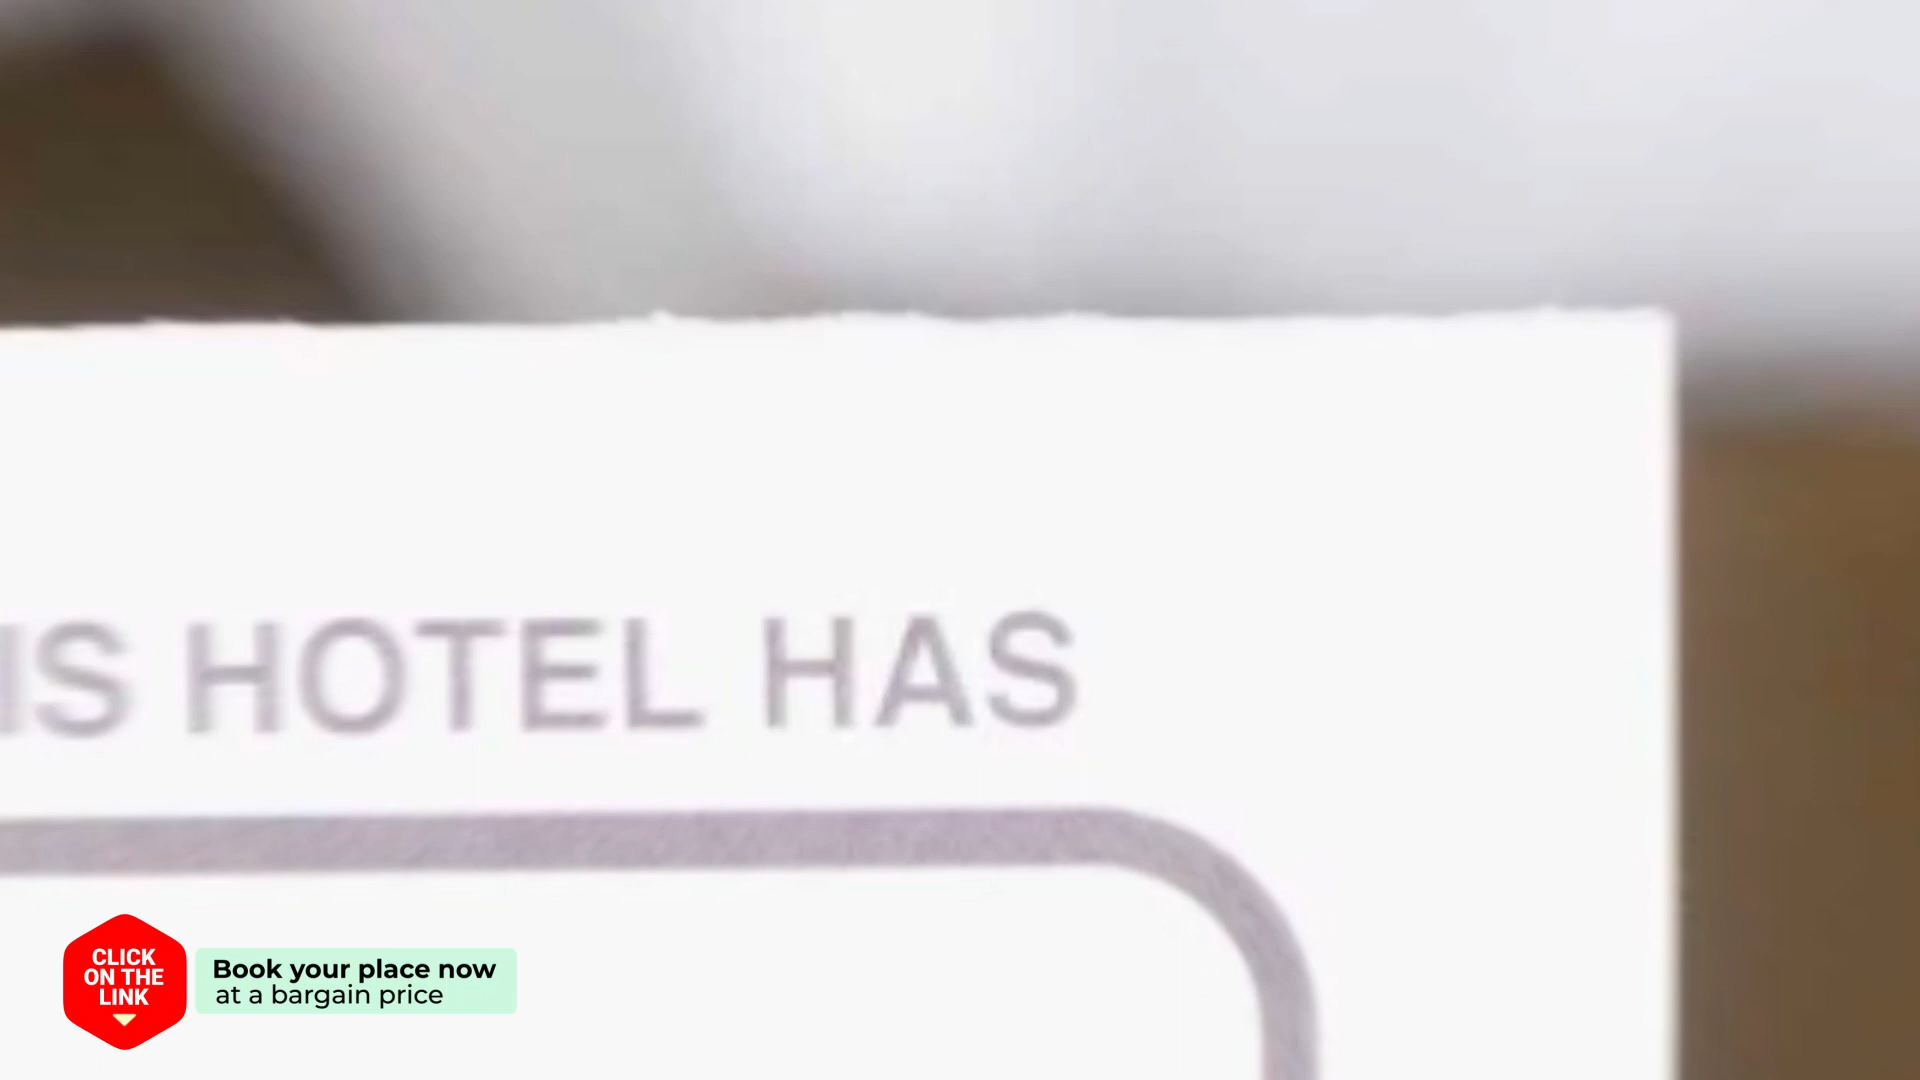 IS HOTEL HAS
CLICK
ON THE
LINK
Book your place now
at a bargain price